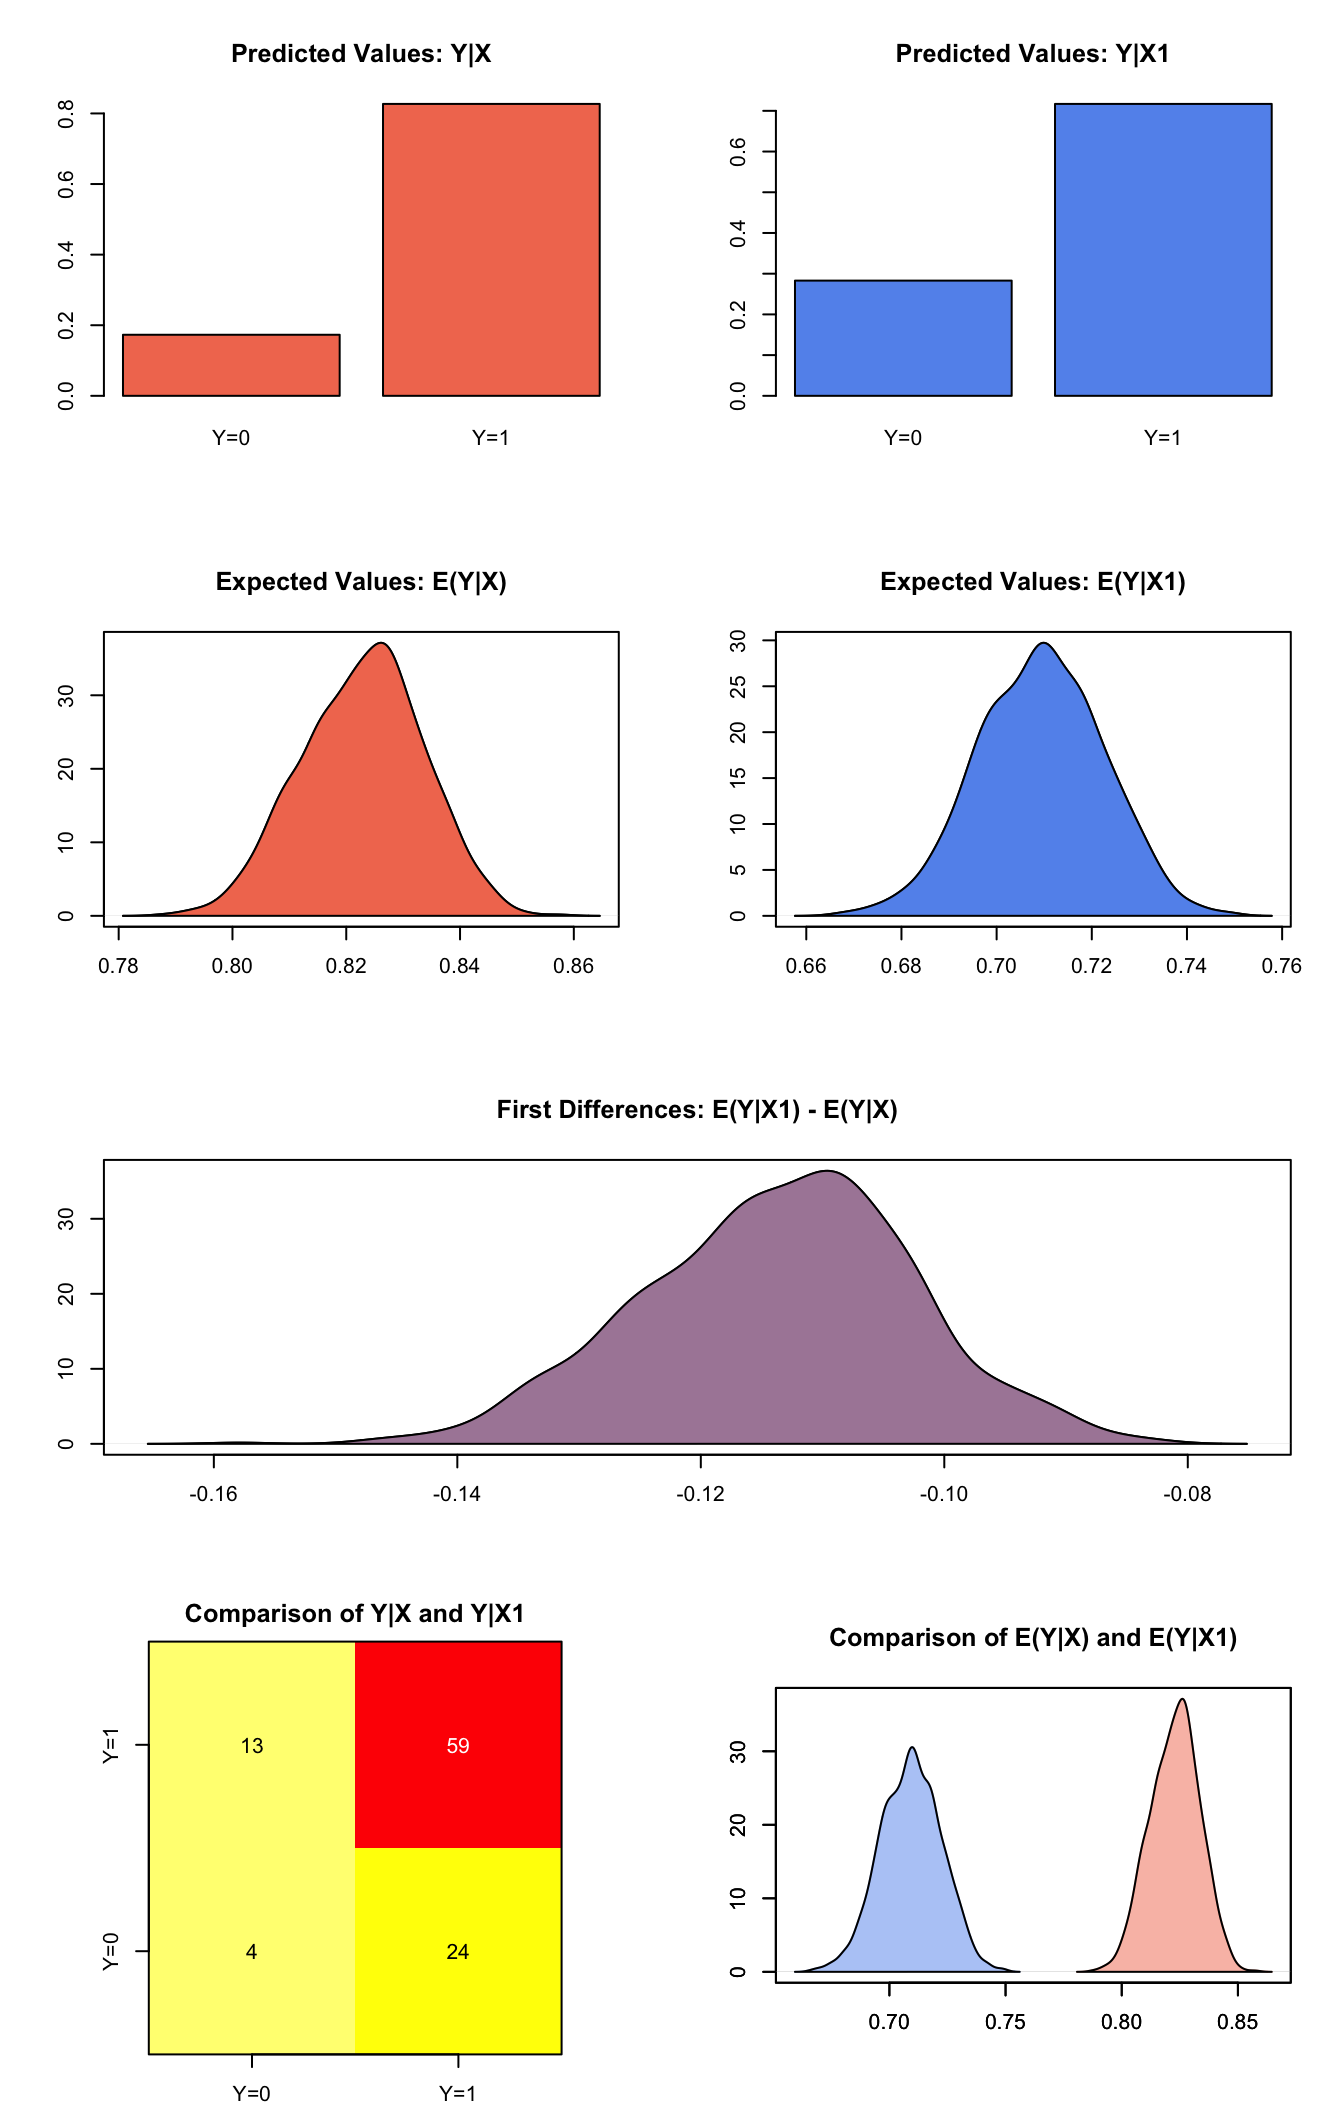 Predicted Values: Y|X
0.0 0.2 0.4 0.6 0.8
Y=0 Y=1
Predicted Values: Y|X1
0.0 0.2 0.4 0.6
Y=0 Y=1
Expected Values: E(Y|X)
0 10 20 30
0.78 0.80 0.82 0.84 0.86
Expected Values: E(Y|X1)
0 5 10 15 20 25 30
0.66 0.68 0.70 0.72 0.74 0.76
First Differences: E(Y|X1) - E(Y|X)
0 10 20 30
-0.16 -0.14 -0.12 -0.10 -0.08
Comparison of Y|X and Y|X1
Y=1
13 59
Y=0
4 24
Y=0 Y=1
Comparison of E(Y|X) and E(Y|X1)
0 10 20 30
0.70 0.75 0.80 0.85